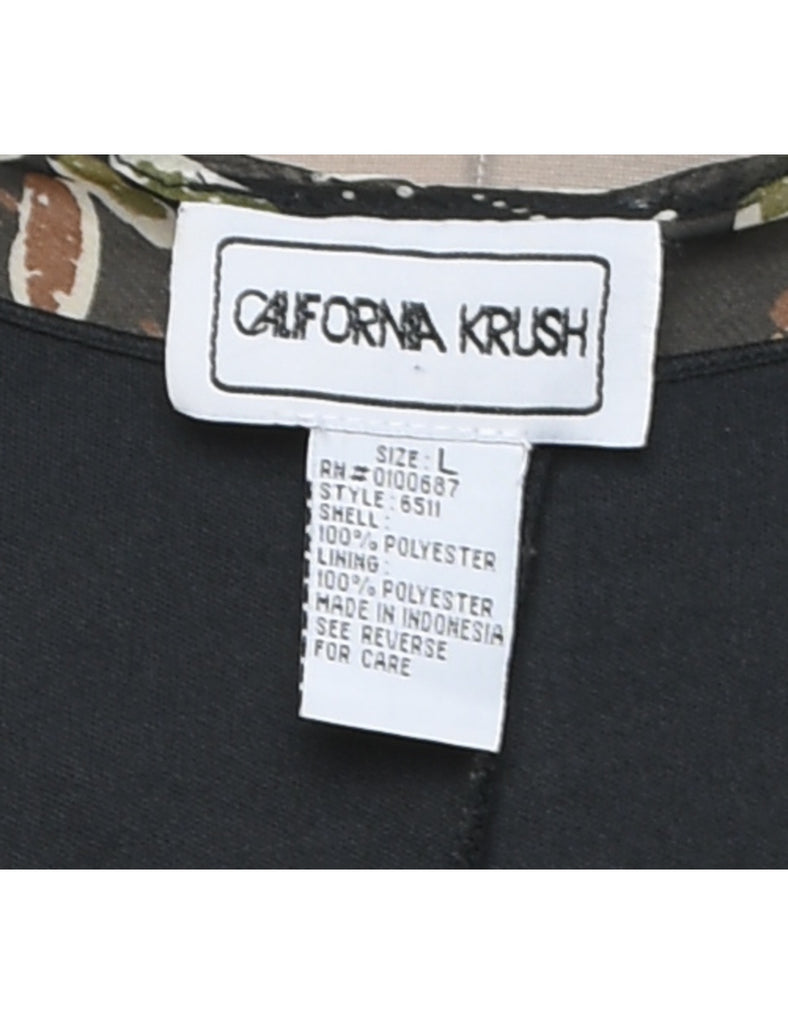 CALIFORNIA KRUSH
SIZE: L
RN#0100687
STYLE: 6511
SHELL:
100% POLYESTER
LINING:
100% POLYESTER
MADE IN INDONESIA
SEE REVERSE
FOR CARE